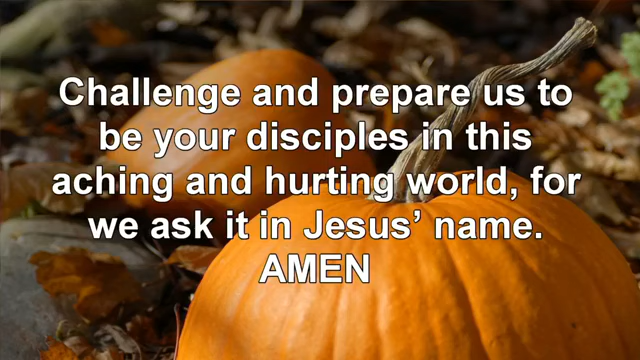 Challenge and prepare us to
be your disciples in this
aching and hurting world, for
we ask it in Jesus’ name.
AMEN